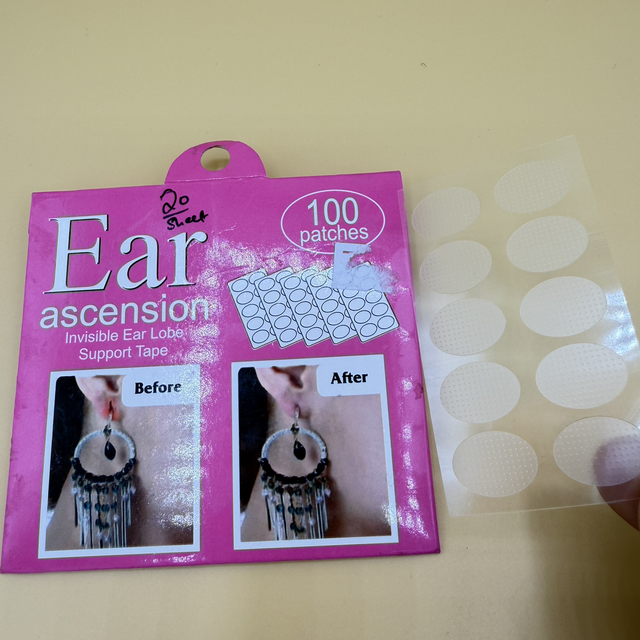 20
Sheet
Ear
ascension
Invisible Ear Lobe
Support Tape
100
patches
Before
After